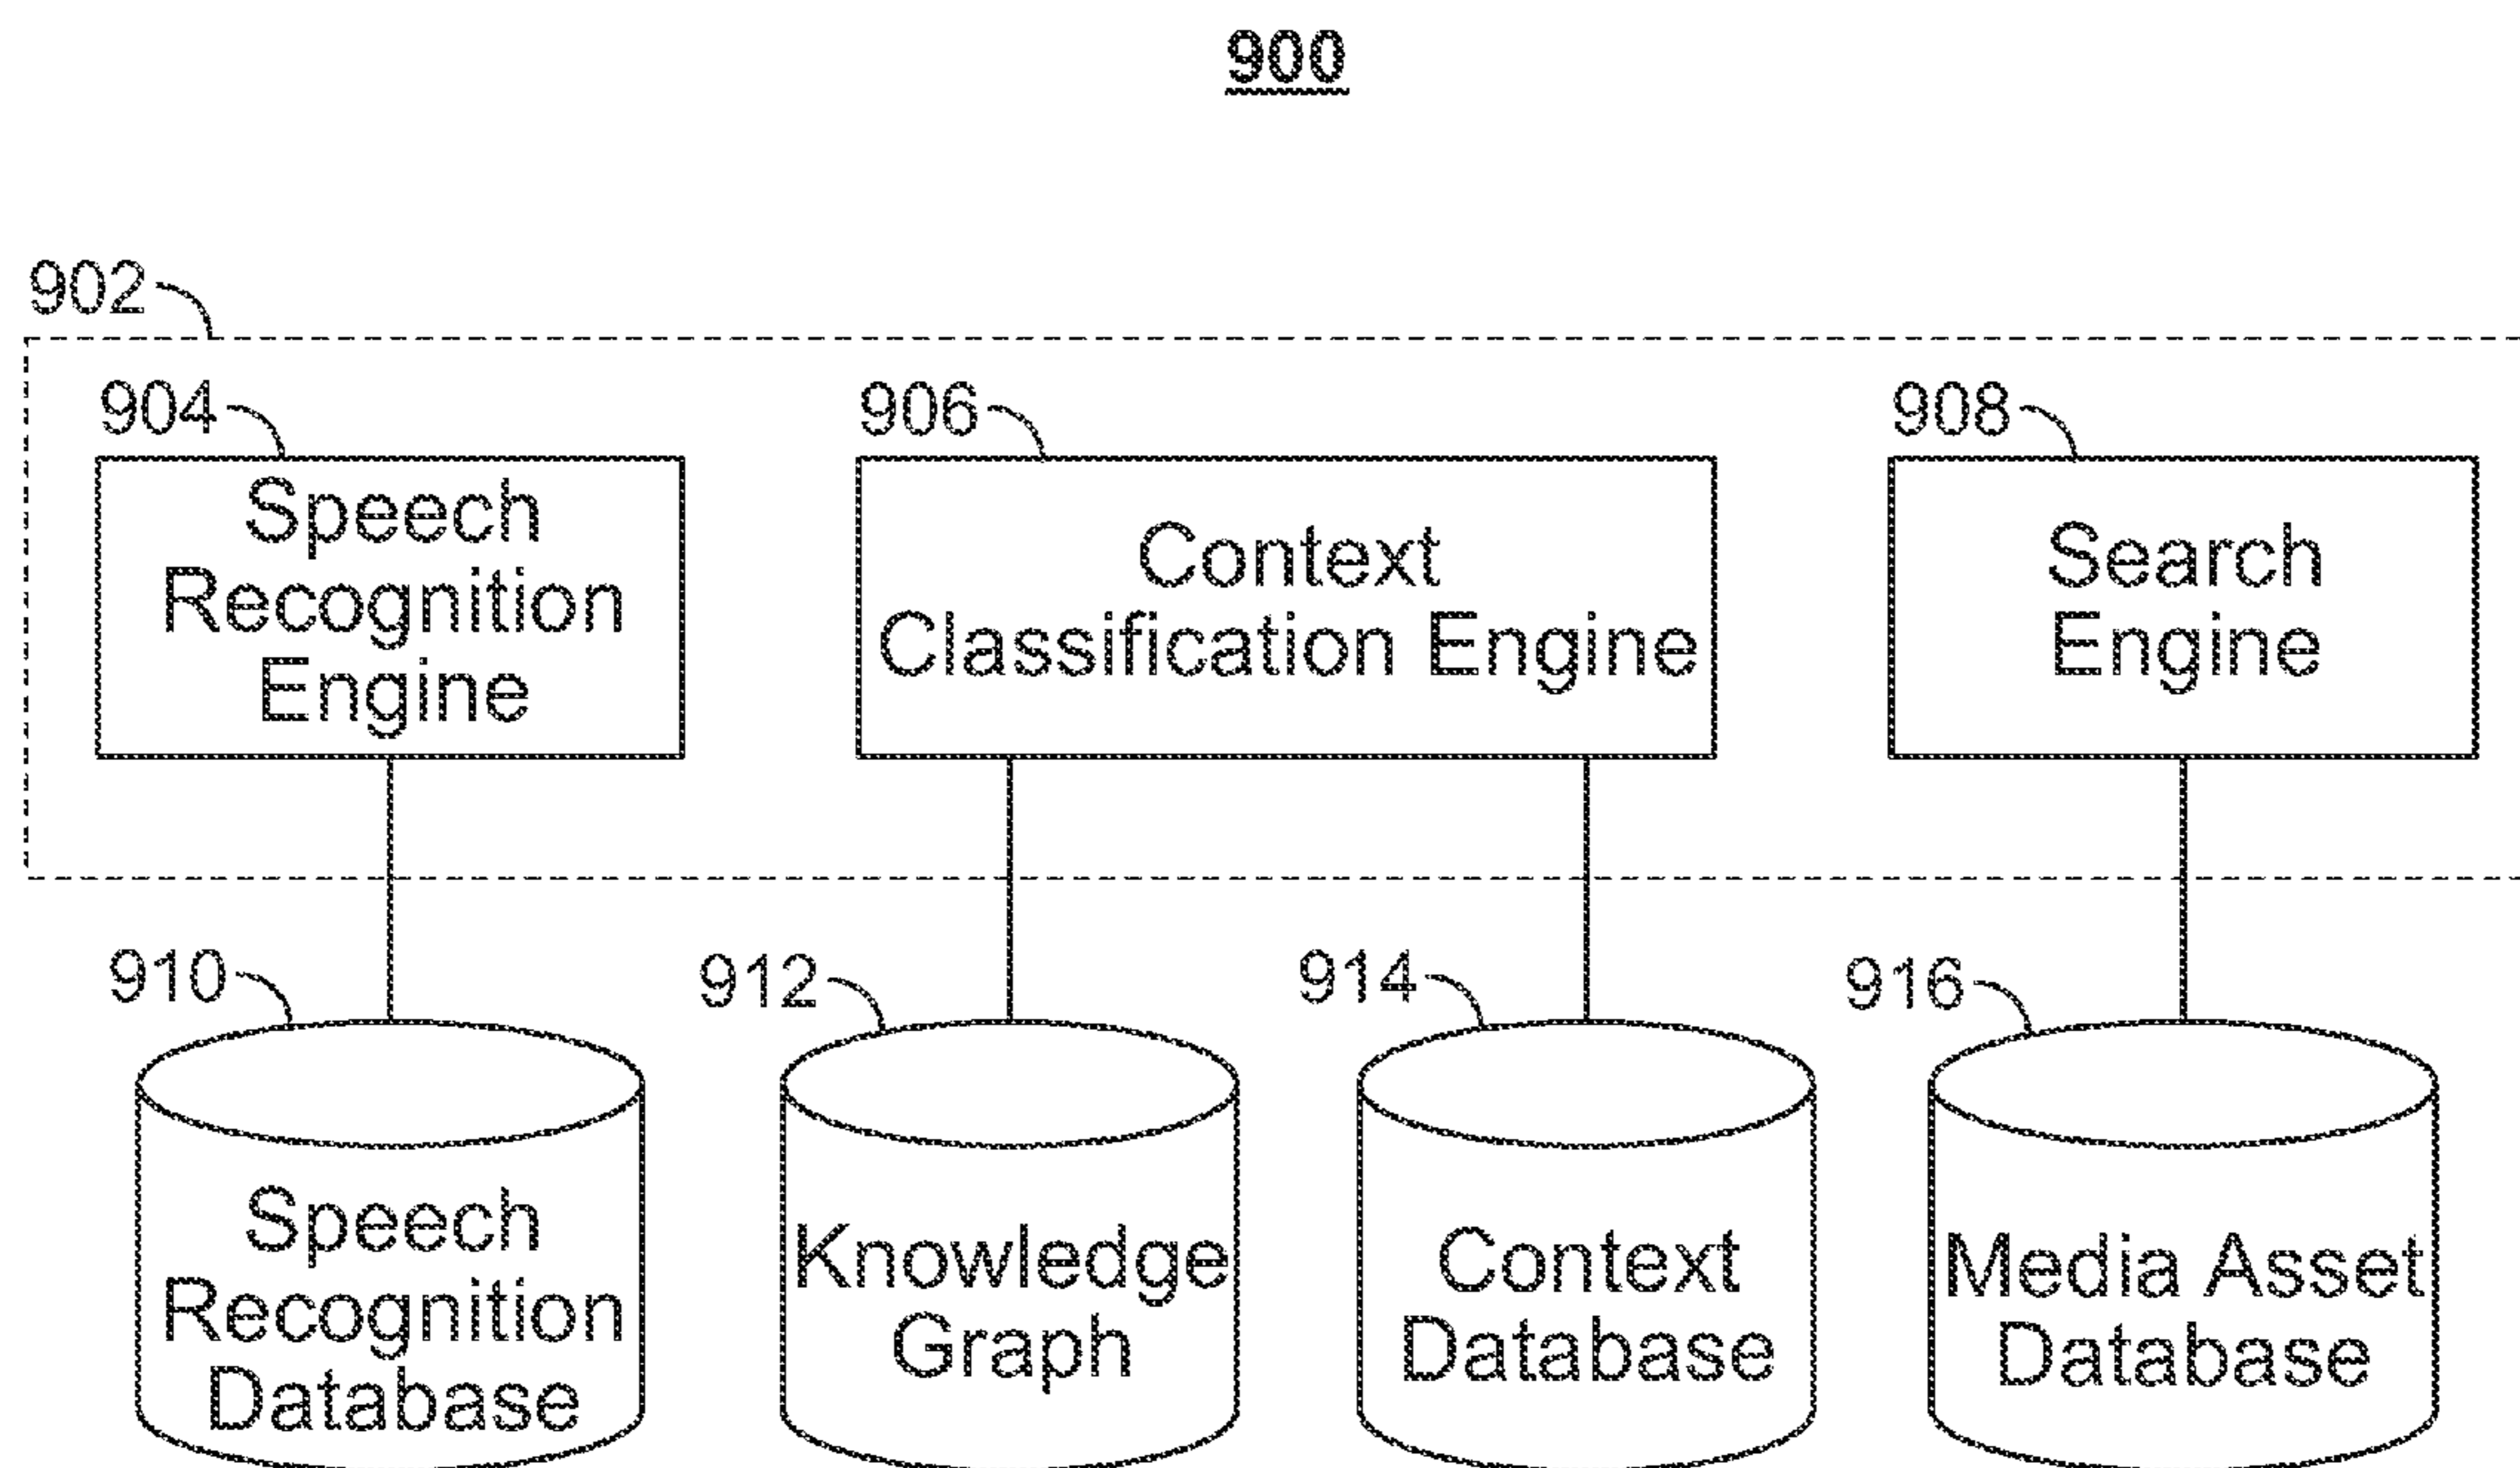 900
902
904
906
908
Speech
Recognition
Engine
Context
Classification Engine
Search
Engine
910
912
914
916
Speech
Recognition
Database
Knowledge
Graph
Context
Database
Media Asset
Database